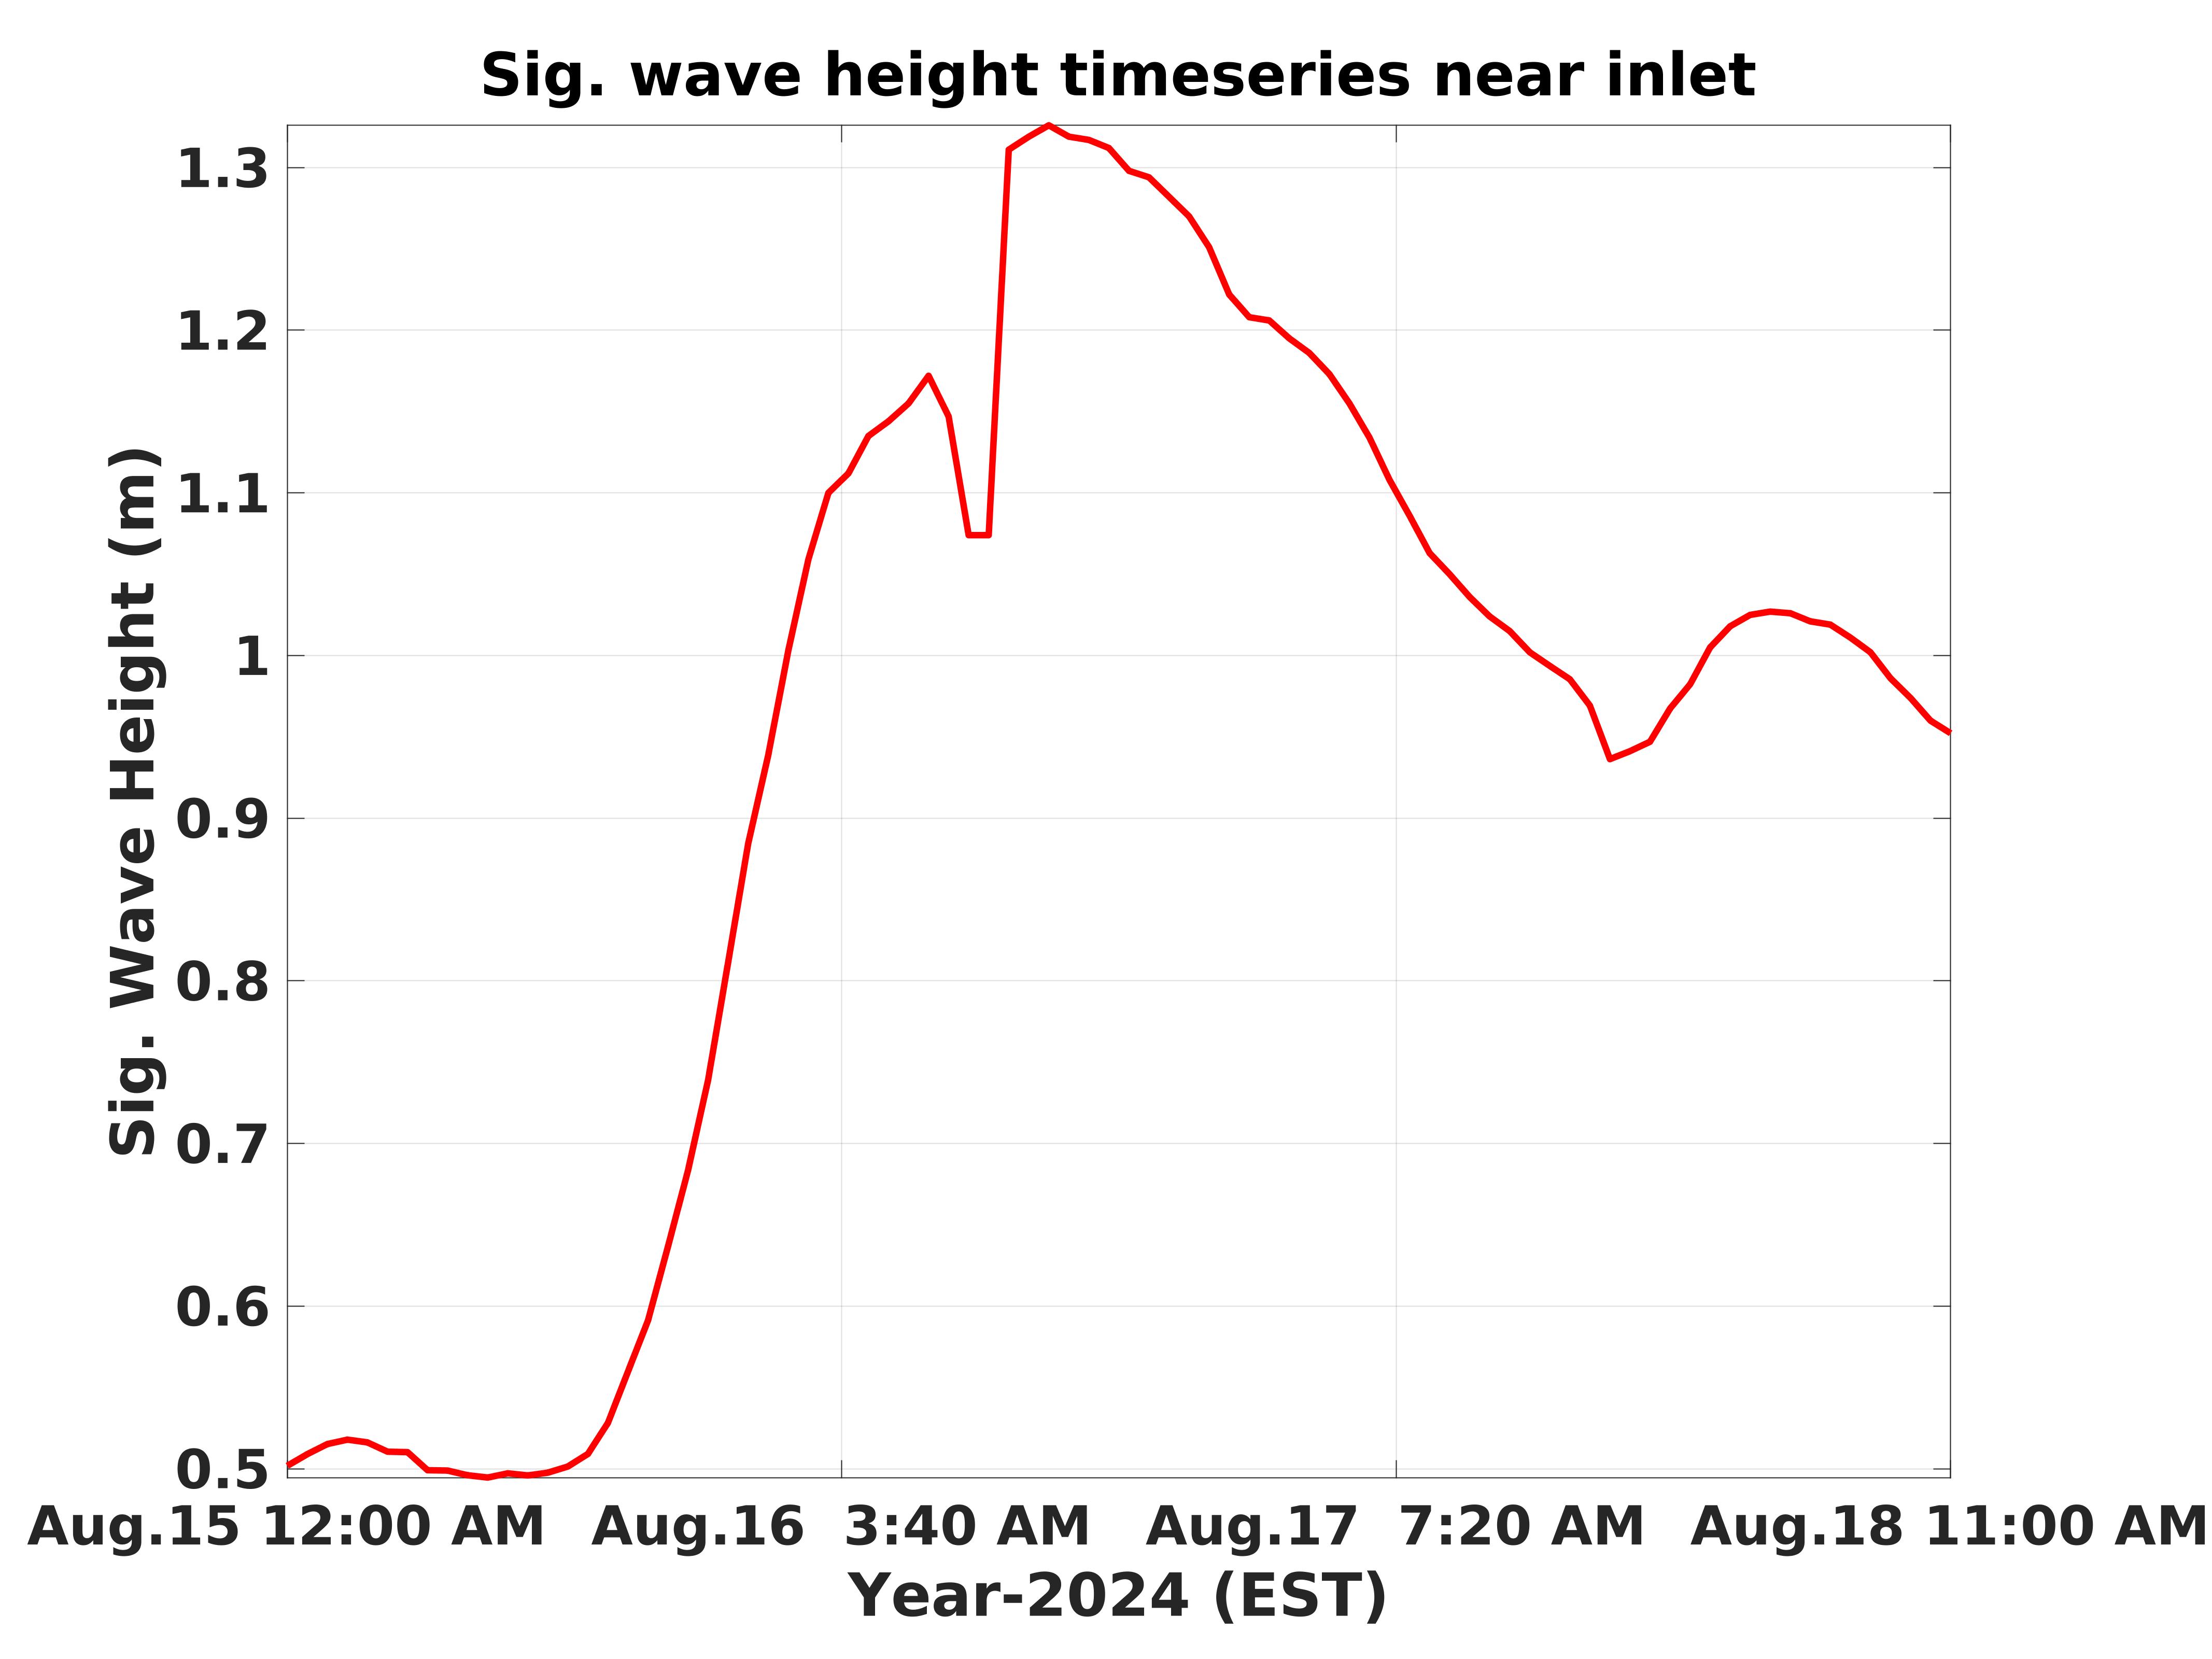 Sig. wave height timeseries near inlet
1.3
1.2
1.1
1
0.9
0.8
0.7
0.6
0.5
Sig. Wave Height (m)
Aug.15 12:00 AM Aug.16 3:40 AM Aug.17 7:20 AM Aug.18 11:00 AM
Year-2024 (EST)